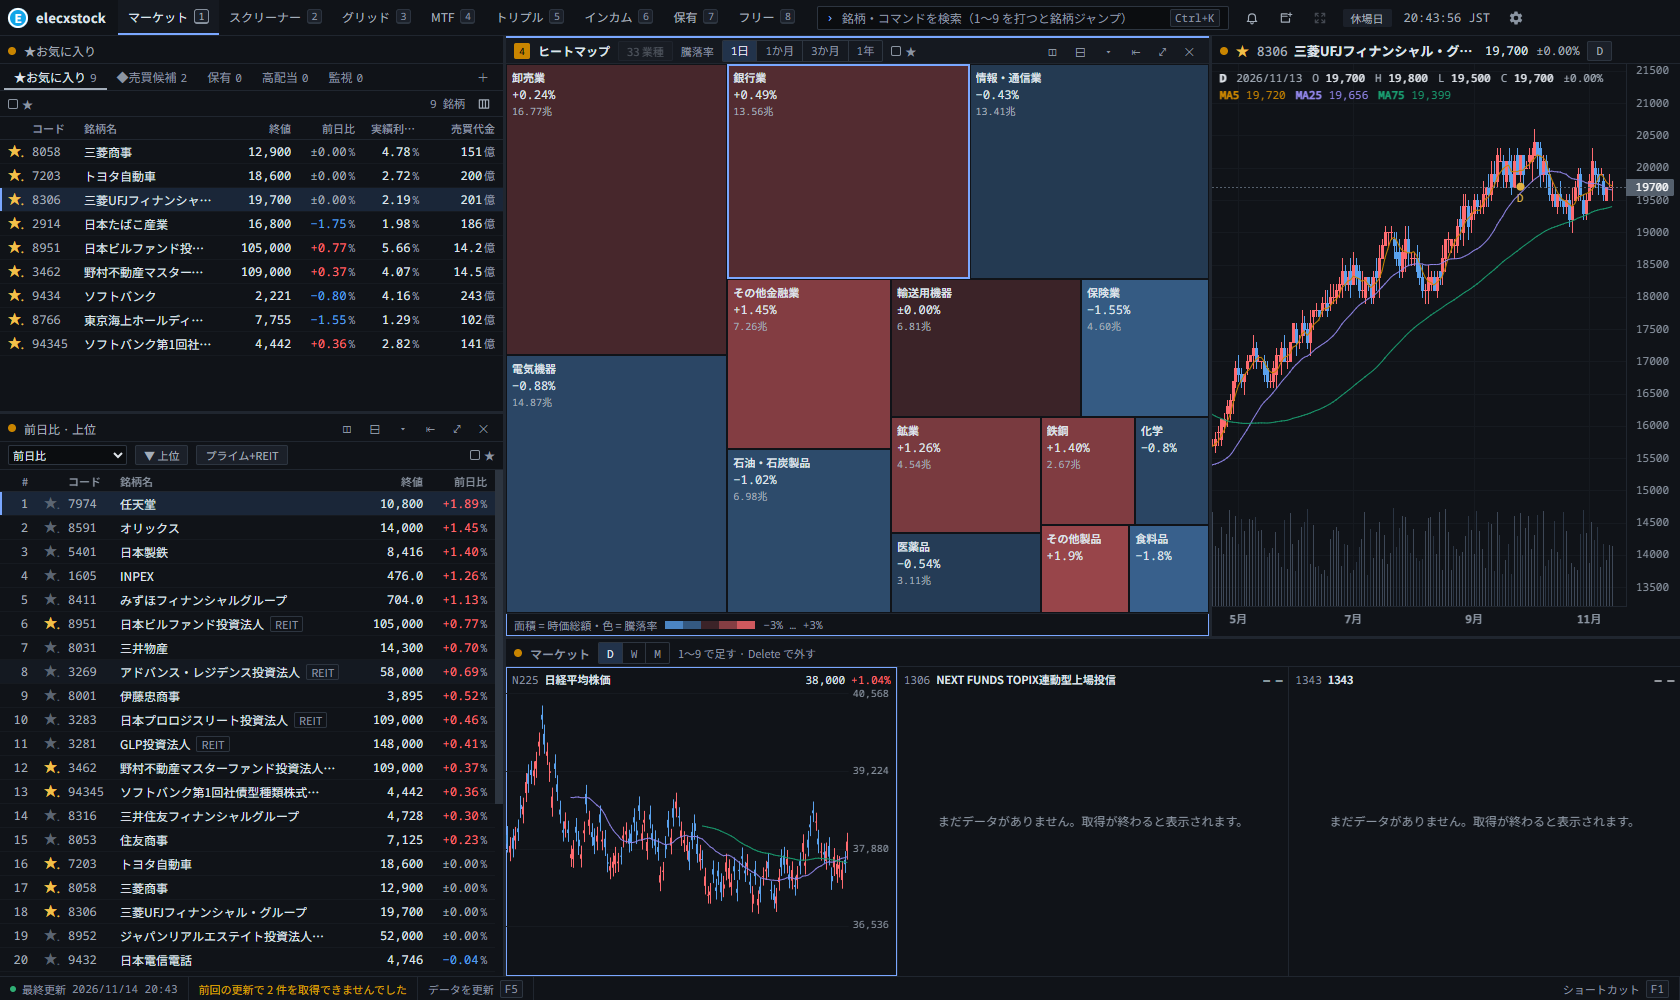 elecxstock マーケット 1 スクリーナー 2 グリッド 3 MTF 4 トリプル 5 インカム 6 保有 7 フリー 8 › 銘柄・コマンドを検索（1〜9 を打つと銘柄ジャンプ） Ctrl+K 休場日 20:43:56 JST
★お気に入り
★お気に入り 9 ◆売買候補 2 保有 0 高配当 0 監視 0 +
★ 9 銘柄
コード 銘柄名 終値 前日比 実績利… 売買代金
8058 三菱商事 12,900 ±0.00% 4.78% 151億
7203 トヨタ自動車 18,600 ±0.00% 2.72% 200億
8306 三菱UFJフィナンシャ… 19,700 ±0.00% 2.19% 201億
2914 日本たばこ産業 16,800 −1.75% 1.98% 186億
8951 日本ビルファンド投… 105,000 +0.77% 5.66% 14.2億
3462 野村不動産マスター… 109,000 +0.37% 4.07% 14.5億
9434 ソフトバンク 2,221 −0.80% 4.16% 243億
8766 東京海上ホールディ… 7,755 −1.55% 1.29% 102億
94345 ソフトバンク第1回社… 4,442 +0.36% 2.82% 141億
前日比・上位
前日比 ▼上位 プライム+REIT ★
# コード 銘柄名 終値 前日比
1 7974 任天堂 10,800 +1.89%
2 8591 オリックス 14,000 +1.45%
3 5401 日本製鉄 8,416 +1.40%
4 1605 INPEX 476.0 +1.26%
5 8411 みずほフィナンシャルグループ 704.0 +1.13%
6 8951 日本ビルファンド投資法人 REIT 105,000 +0.77%
7 8031 三井物産 14,300 +0.70%
8 3269 アドバンス・レジデンス投資法人 REIT 58,000 +0.69%
9 8001 伊藤忠商事 3,895 +0.52%
10 3283 日本プロロジスリート投資法人 REIT 109,000 +0.46%
11 3281 GLP投資法人 REIT 148,000 +0.41%
12 3462 野村不動産マスターファンド投資法人… 109,000 +0.37%
13 94345 ソフトバンク第1回社債型種類株式… 4,442 +0.36%
14 8316 三井住友フィナンシャルグループ 4,728 +0.30%
15 8053 住友商事 7,125 +0.23%
16 7203 トヨタ自動車 18,600 ±0.00%
17 8058 三菱商事 12,900 ±0.00%
18 8306 三菱UFJフィナンシャル・グループ 19,700 ±0.00%
19 8952 ジャパンリアルエステイト投資法人… 52,000 ±0.00%
20 9432 日本電信電話 4,746 −0.04%
4 ヒートマップ 33 業種 騰落率 1日 1か月 3か月 1年 ★
卸売業
+0.24%
16.77兆
銀行業
+0.49%
13.56兆
情報・通信業
−0.43%
13.41兆
電気機器
−0.88%
14.87兆
その他金融業
+1.45%
7.26兆
輸送用機器
±0.00%
6.81兆
保険業
−1.55%
4.60兆
石油・石炭製品
−1.02%
6.98兆
鉱業
+1.26%
4.54兆
鉄鋼
+1.40%
2.67兆
化学
−0.8%
医薬品
−0.54%
3.11兆
その他製品
+1.9%
食料品
−1.8%
面積 = 時価総額・色 = 騰落率 −3% … +3%
★ 8306 三菱UFJフィナンシャル・グ… 19,700 ±0.00% D
D 2026/11/13 O 19,700 H 19,800 L 19,500 C 19,700 ±0.00%
MA5 19,720 MA25 19,656 MA75 19,399
21500
21000
20500
20000
19700
19500
19000
18500
18000
17500
17000
16500
16000
15500
15000
14500
14000
13500
D
5月 7月 9月 11月
マーケット D W M 1〜9 で足す・Delete で外す
N225 日経平均株価 38,000 +1.04%
40,568
39,224
37,880
36,536
1306 NEXT FUNDS TOPIX連動型上場投信 — —
まだデータがありません。取得が終わると表示されます。
1343 1343 — —
まだデータがありません。取得が終わると表示されます。
最終更新 2026/11/14 20:43 前回の更新で 2 件を取得できませんでした データを更新 F5 ショートカット F1